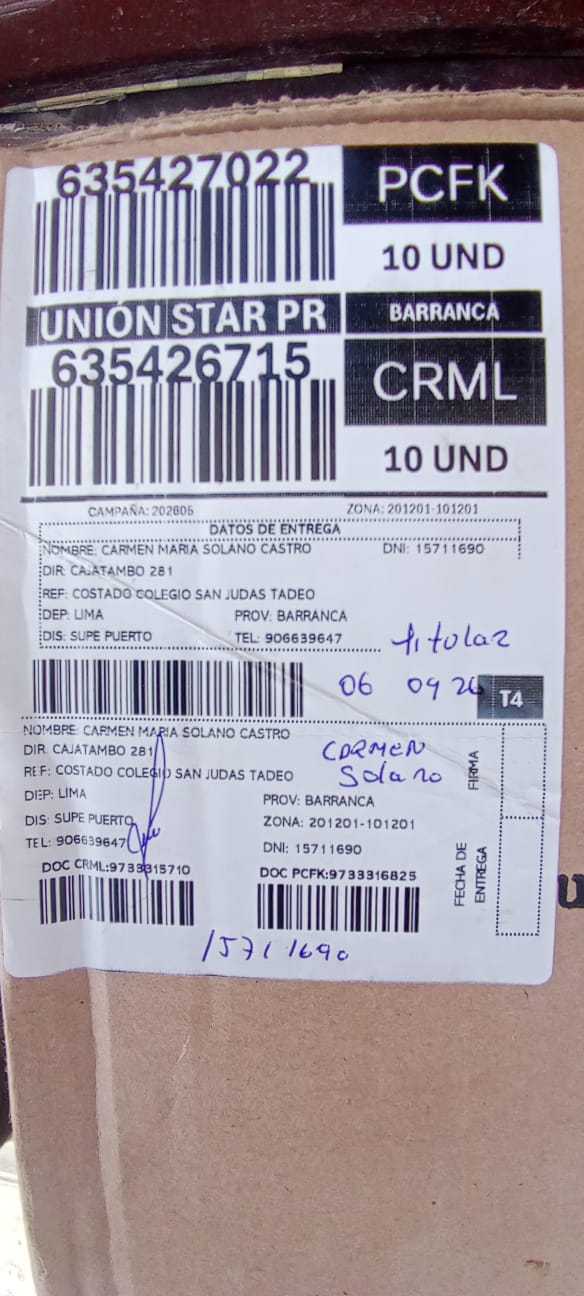 635427022
PCFK
10 UND
UNIÓN STAR PR
BARRANCA
635426715
CRML
10 UND
CAMPAÑA: 202605 ZONA: 201201-101201
DATOS DE ENTREGA
NOMBRE: CARMEN MARIA SOLANO CASTRO DNI: 15711690
DIR: CAJATAMBO 281
REF: COSTADO COLEGIO SAN JUDAS TADEO
DEP: LIMA PROV: BARRANCA
DIS: SUPE PUERTO TEL: 906639647
titular
06 04 26
T4
NOMBRE: CARMEN MARIA SOLANO CASTRO
DIR: CAJATAMBO 281
CARMEN
REF: COSTADO COLEGIO SAN JUDAS TADEO
Solano
FIRMA
DEP: LIMA PROV: BARRANCA
DIS: SUPE PUERTO ZONA: 201201-101201
TEL: 906639647 DNI: 15711690
FECHA DE
ENTREGA
DOC CRML:9733315710 DOC PCFK:9733316825
15711690